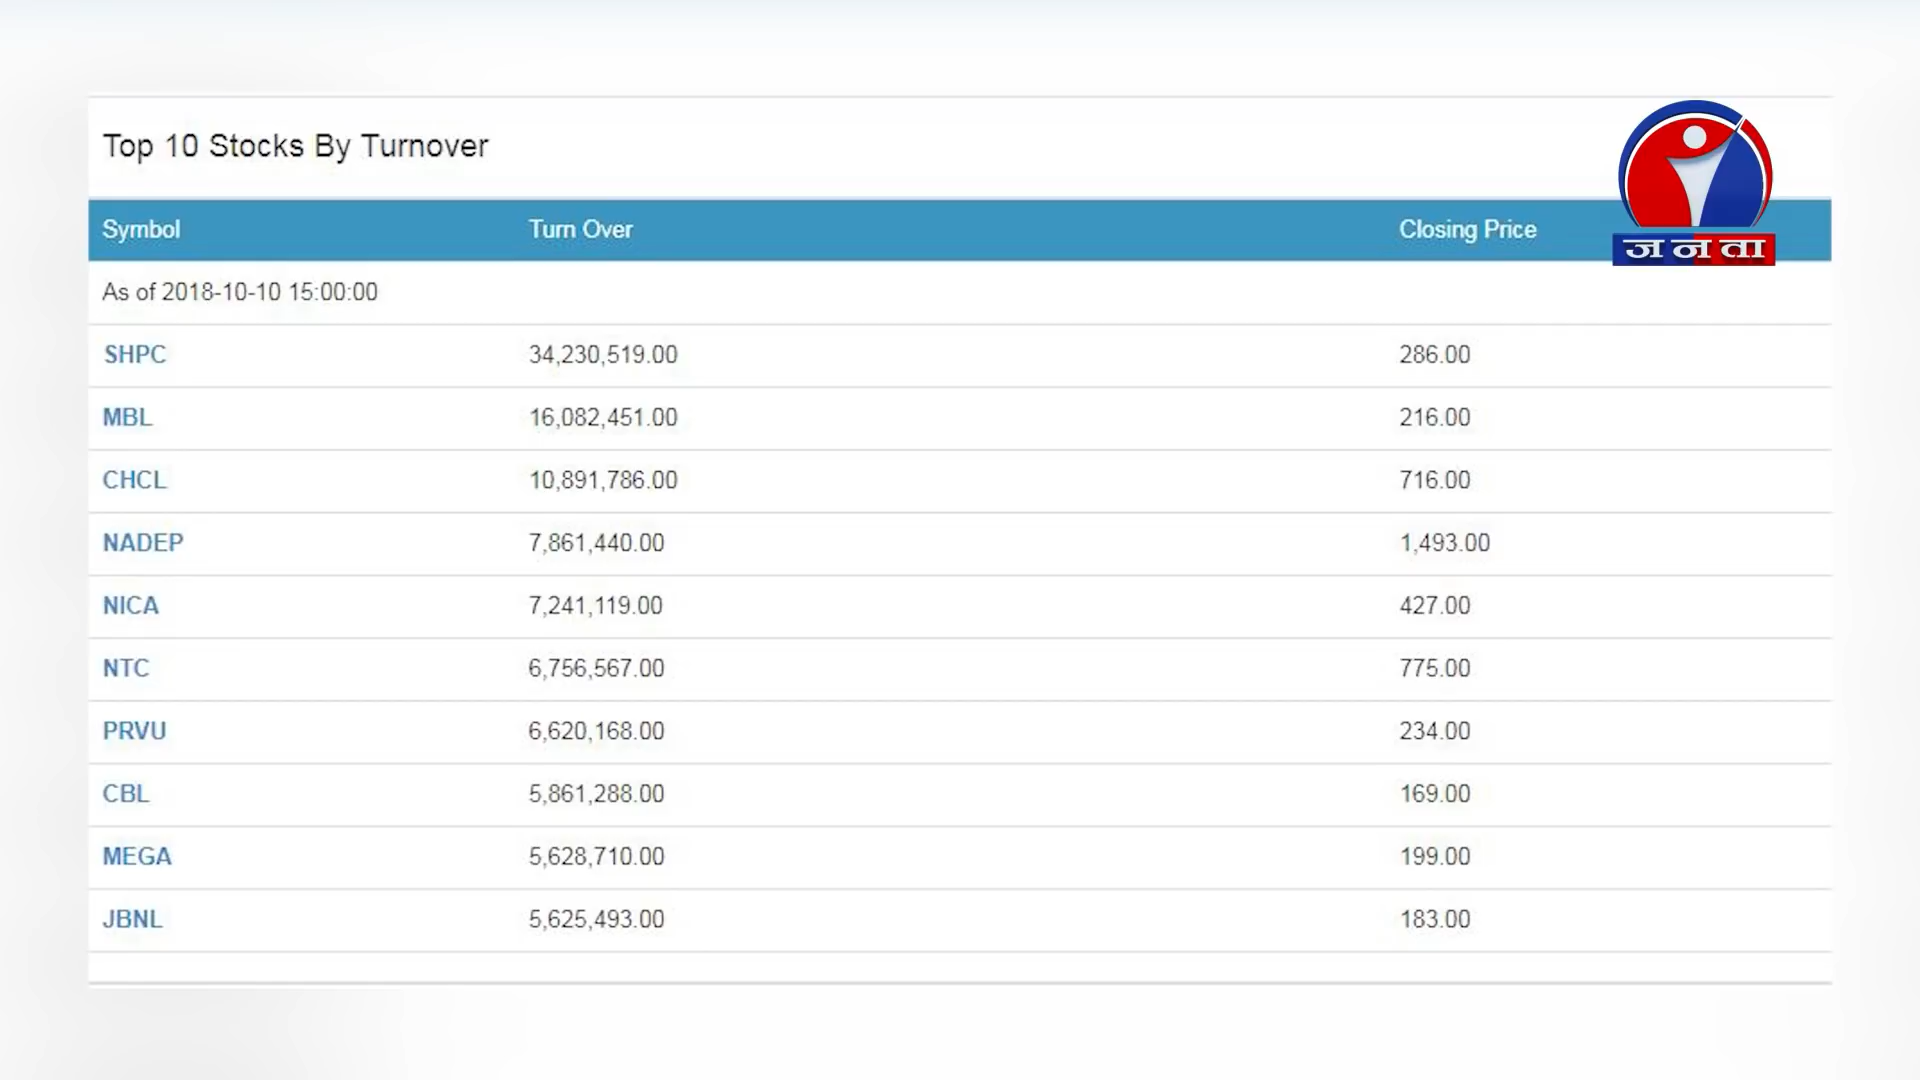 Top 10 Stocks By Turnover
जनता
Symbol Turn Over Closing Price
As of 2018-10-10 15:00:00
SHPC 34,230,519.00 286.00
MBL 16,082,451.00 216.00
CHCL 10,891,786.00 716.00
NADEP 7,861,440.00 1,493.00
NICA 7,241,119.00 427.00
NTC 6,756,567.00 775.00
PRVU 6,620,168.00 234.00
CBL 5,861,288.00 169.00
MEGA 5,628,710.00 199.00
JBNL 5,625,493.00 183.00